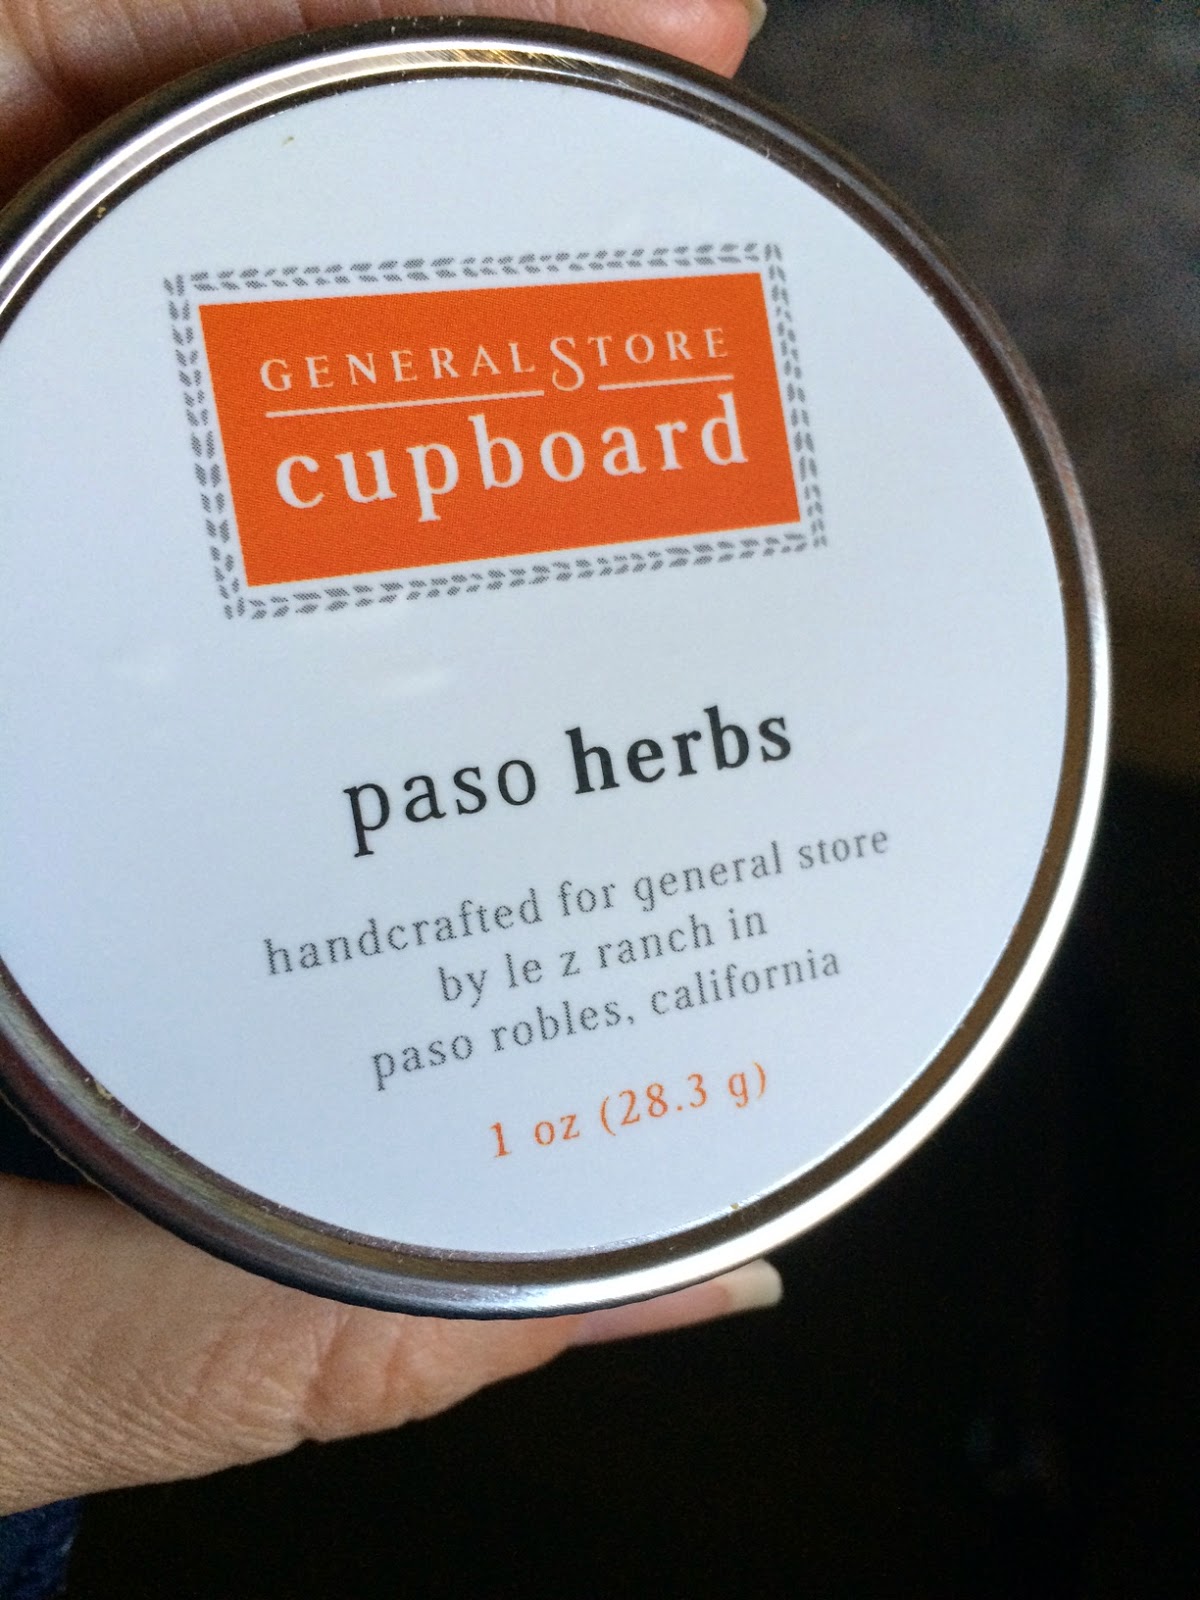 GENERAL STORE
cupboard
paso herbs
handcrafted for general store
by le z ranch in
paso robles, california
1 oz (28.3 g)